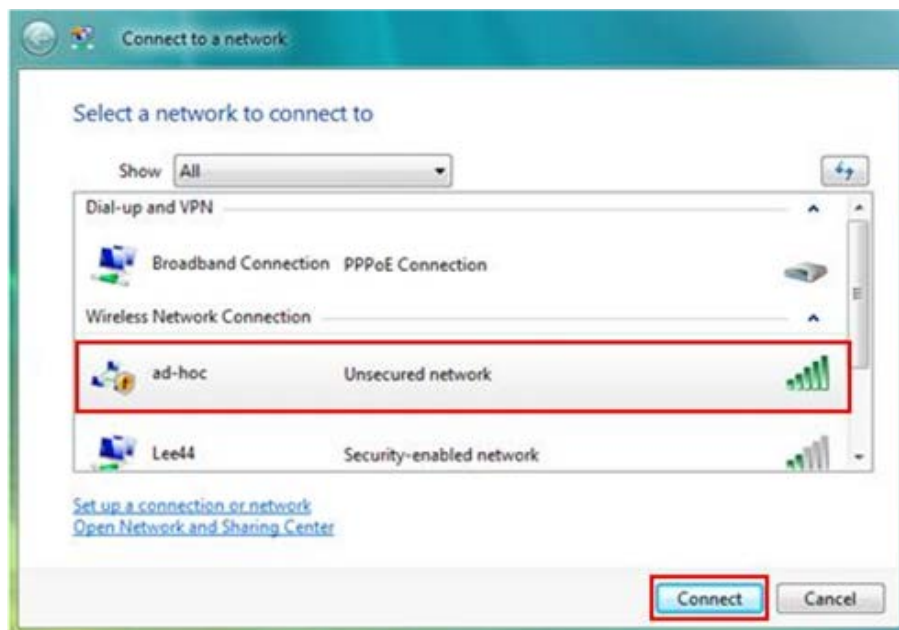 Connect to a network
Select a network to connect to
Show All
Dial-up and VPN
Broadband Connection PPPoE Connection
Wireless Network Connection
ad-hoc Unsecured network
Lee44 Security-enabled network
Set up a connection or network
Open Network and Sharing Center
Connect Cancel